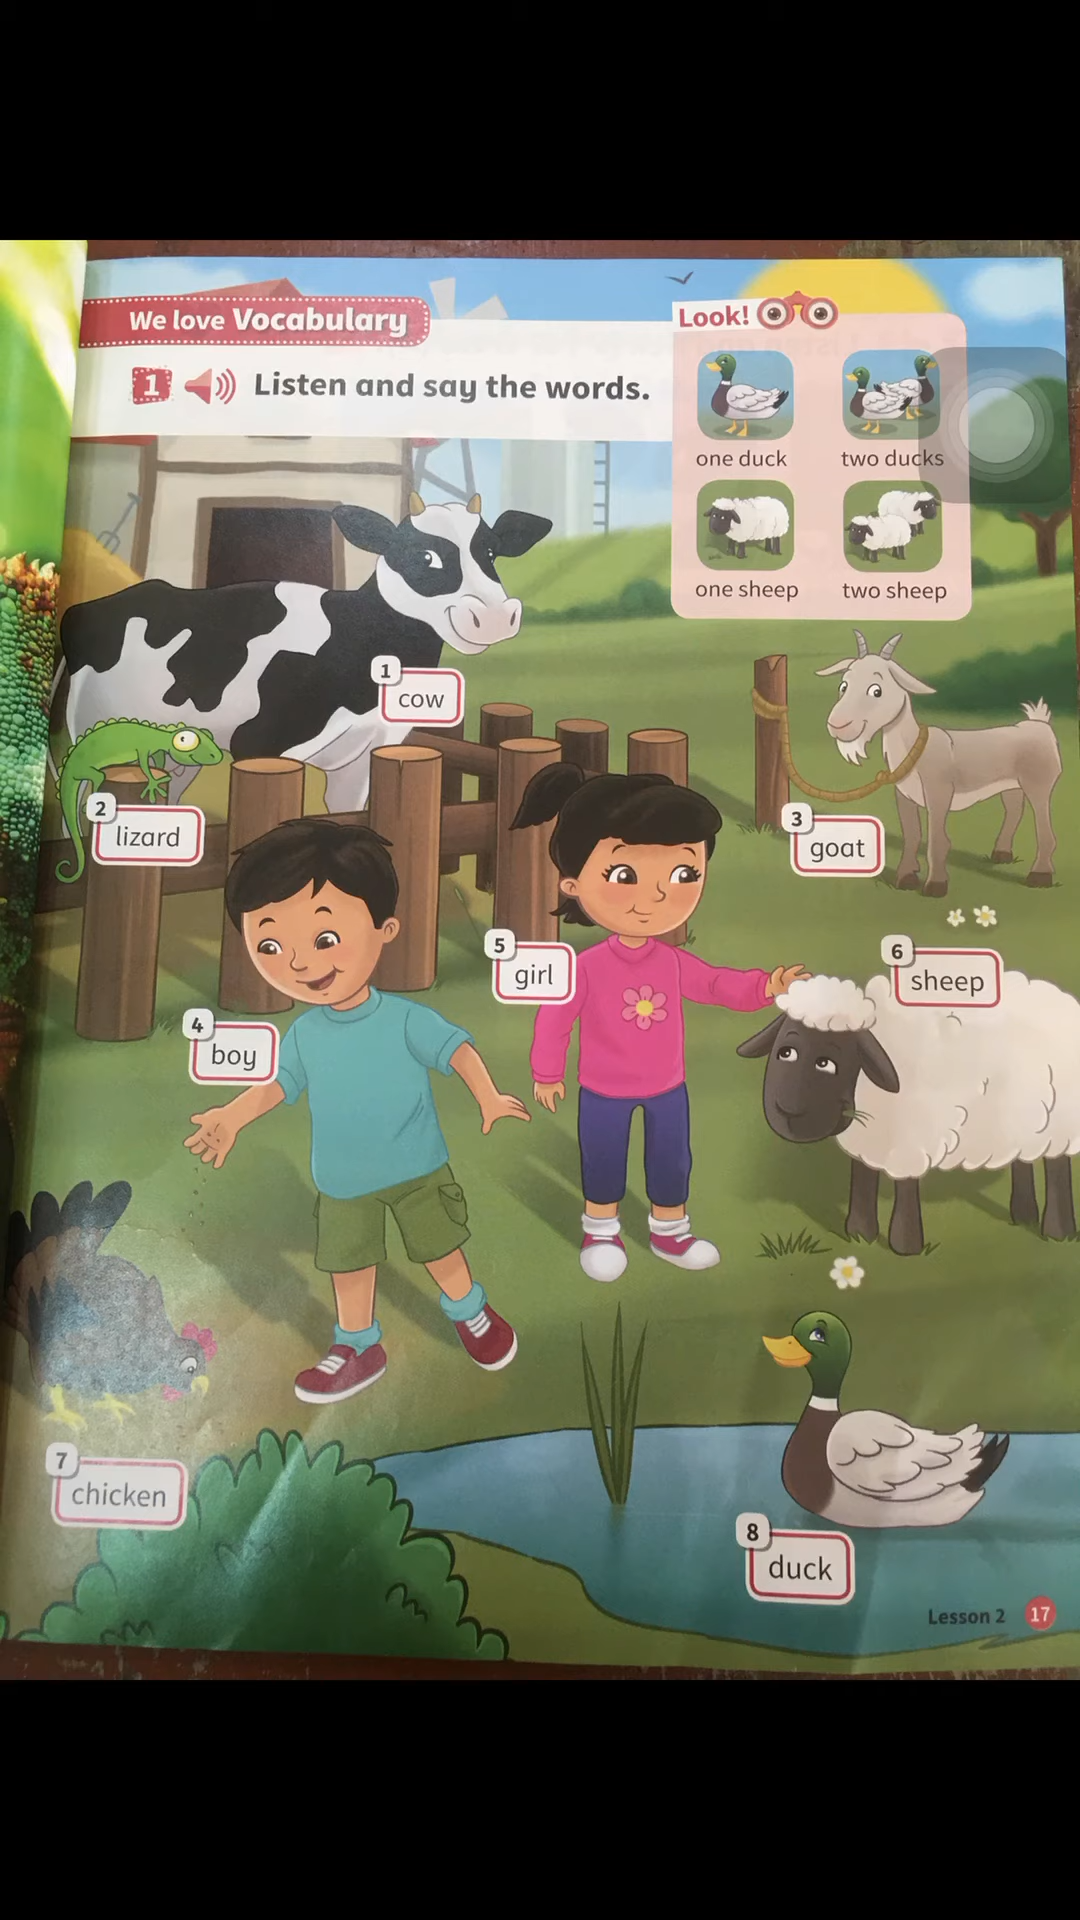 We love Vocabulary
1 Listen and say the words.
Look!
one duck
two ducks
one sheep
two sheep
1
cow
2
lizard
3
goat
4
boy
5
girl
6
sheep
7
chicken
8
duck
Lesson 2 17